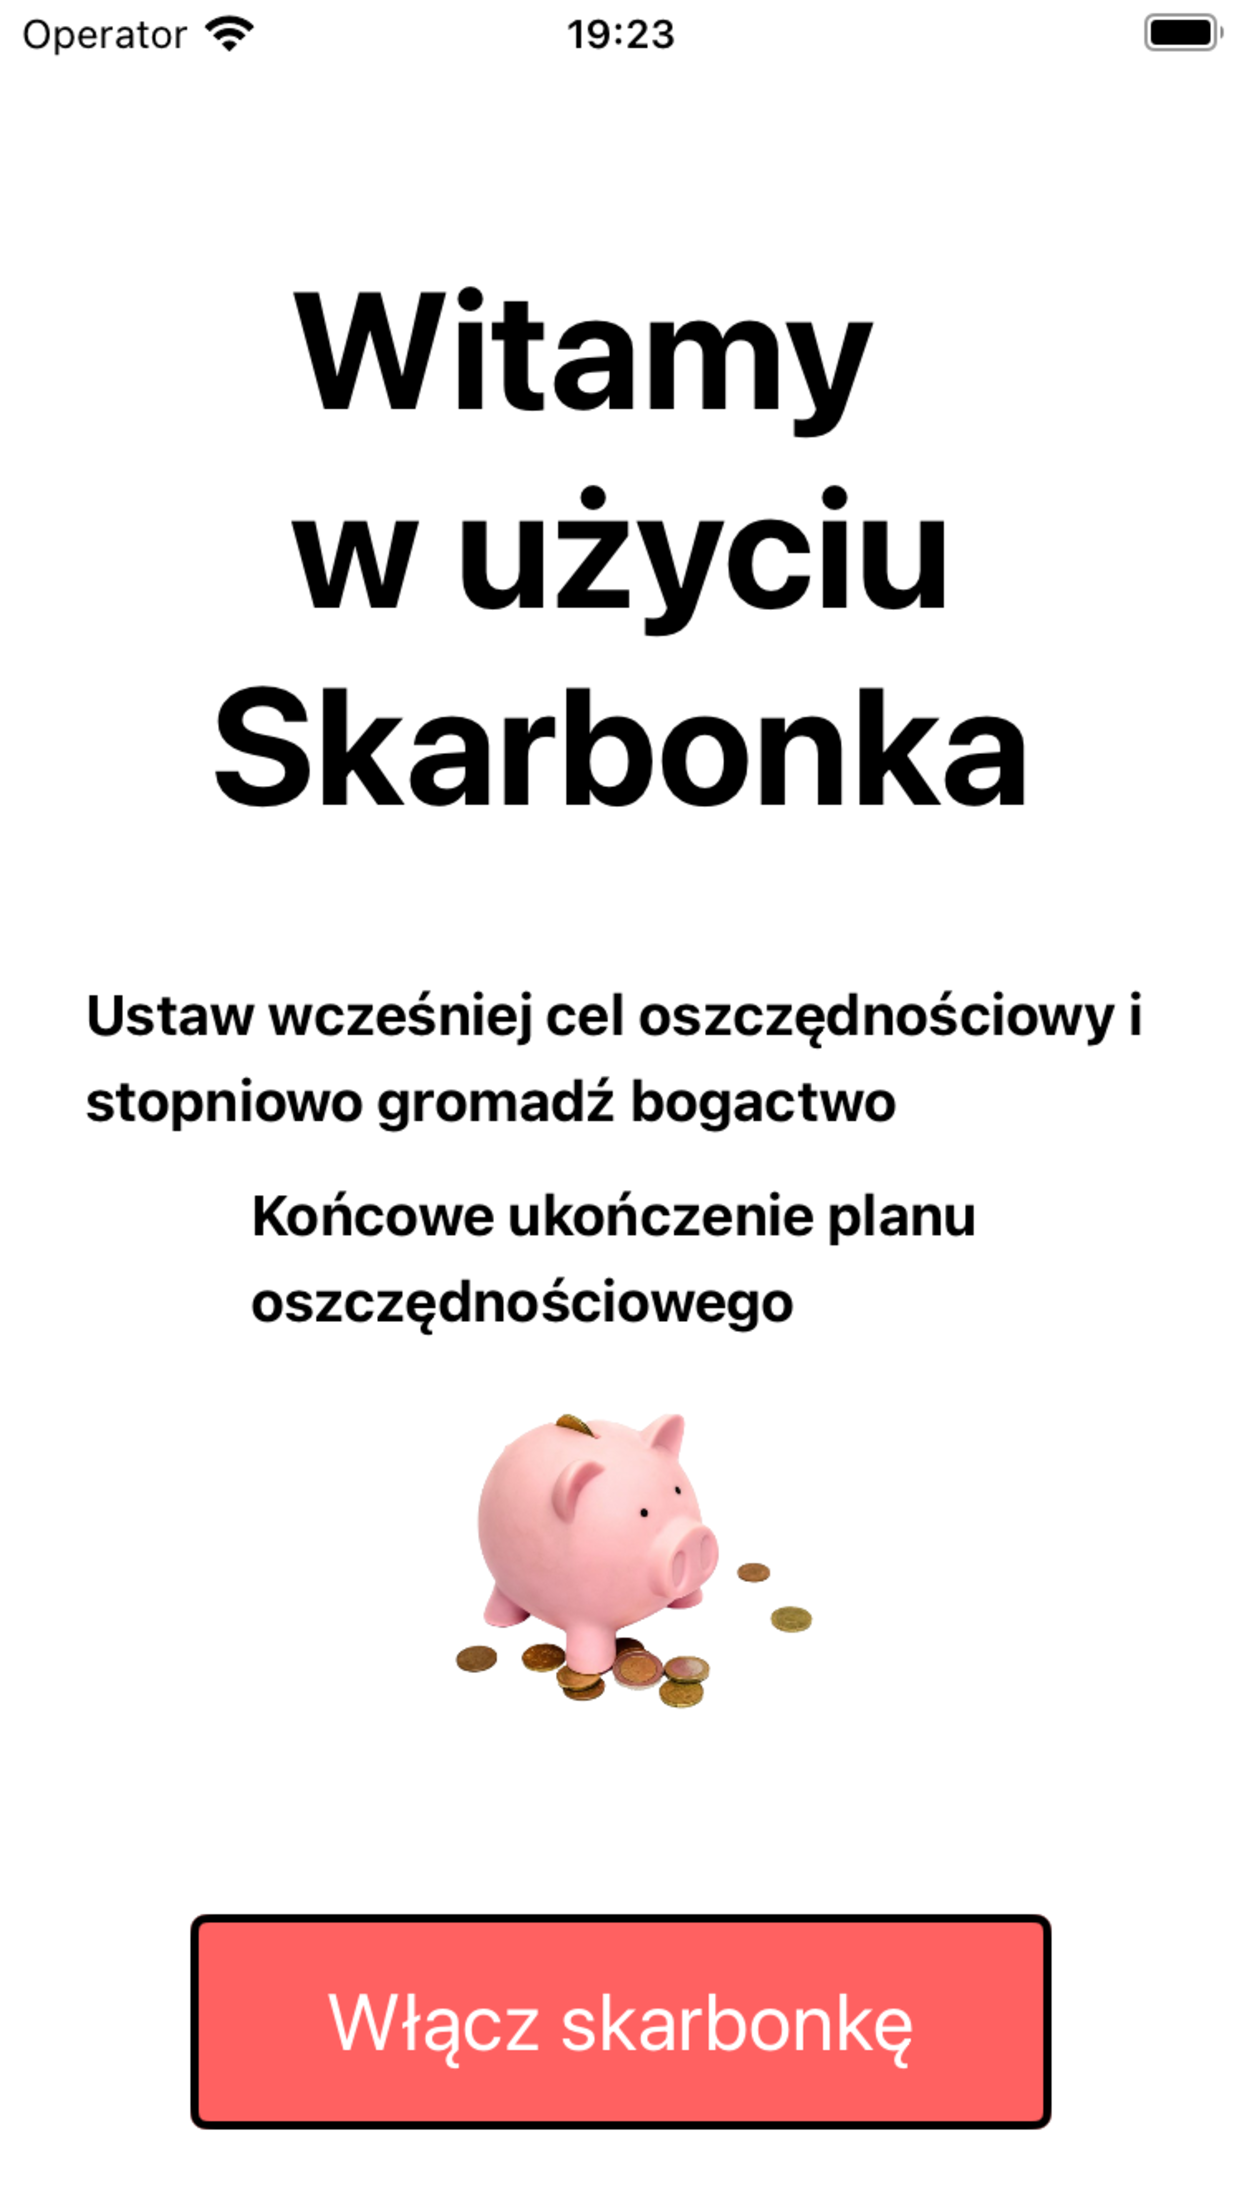 Operator
19:23
Witamy
w użyciu
Skarbonka
Ustaw wcześniej cel oszczędnościowy i
stopniowo gromadź bogactwo
Końcowe ukończenie planu
oszczędnościowego
Włącz skarbonkę